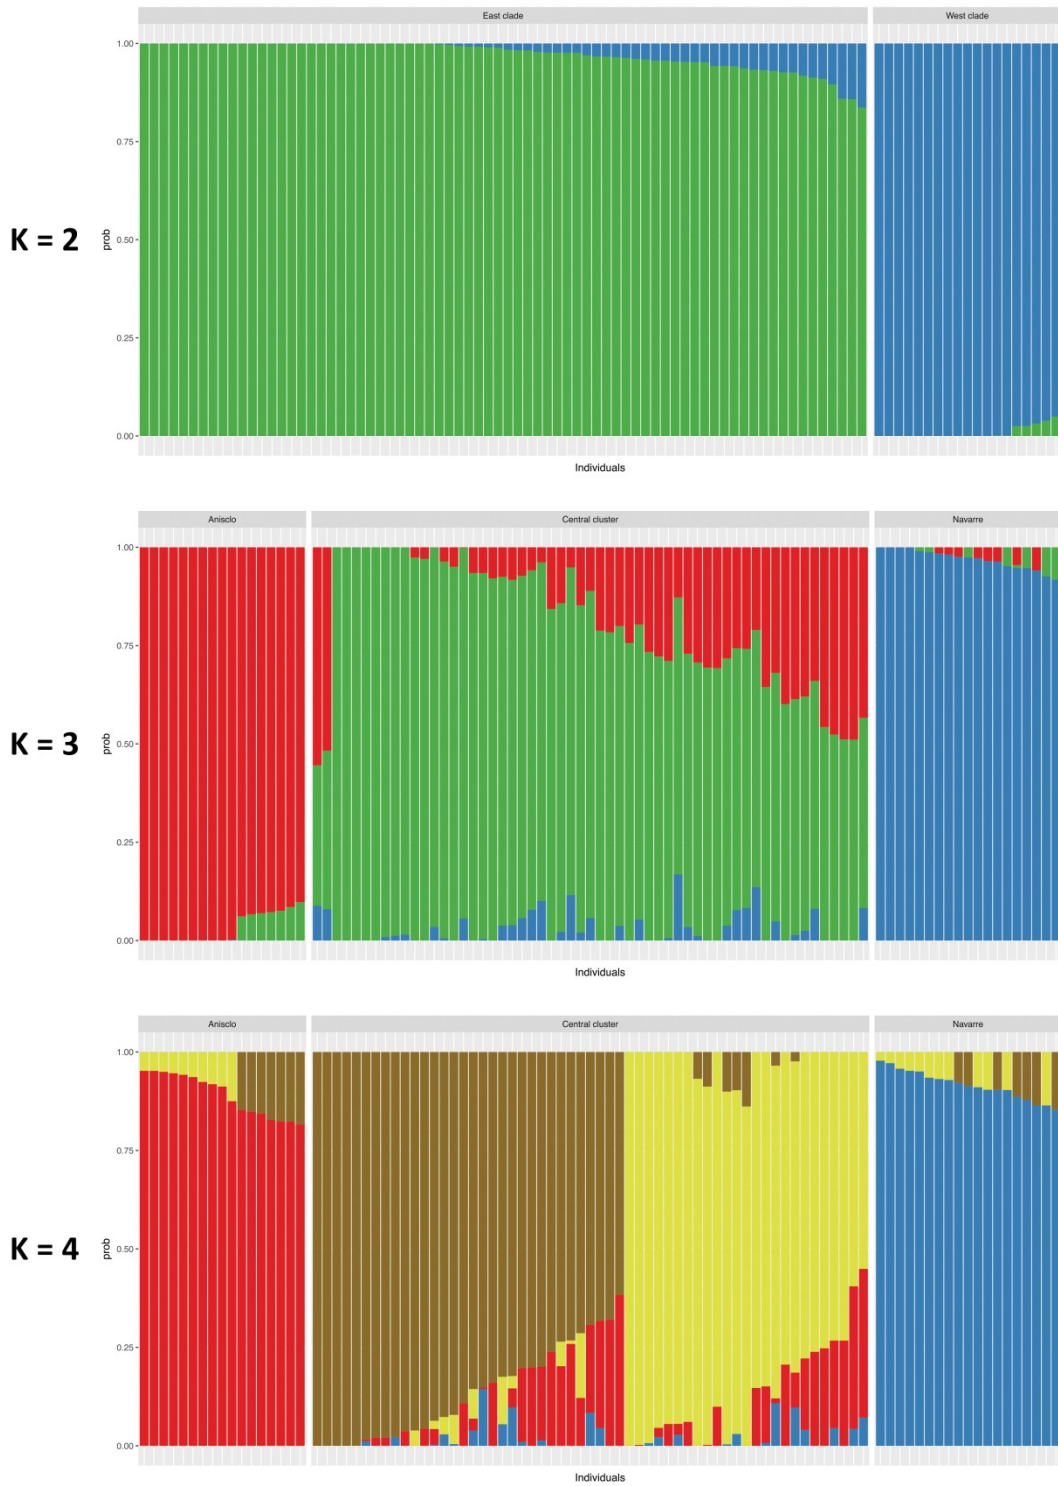 East clade
West clade
1.00
0.75
K = 2
prob
0.50
0.25
0.00
Individuals
Anisclo
Central cluster
Navarre
1.00
0.75
K = 3
prob
0.50
0.25
0.00
Individuals
Anisclo
Central cluster
Navarre
1.00
0.75
K = 4
prob
0.50
0.25
0.00
Individuals